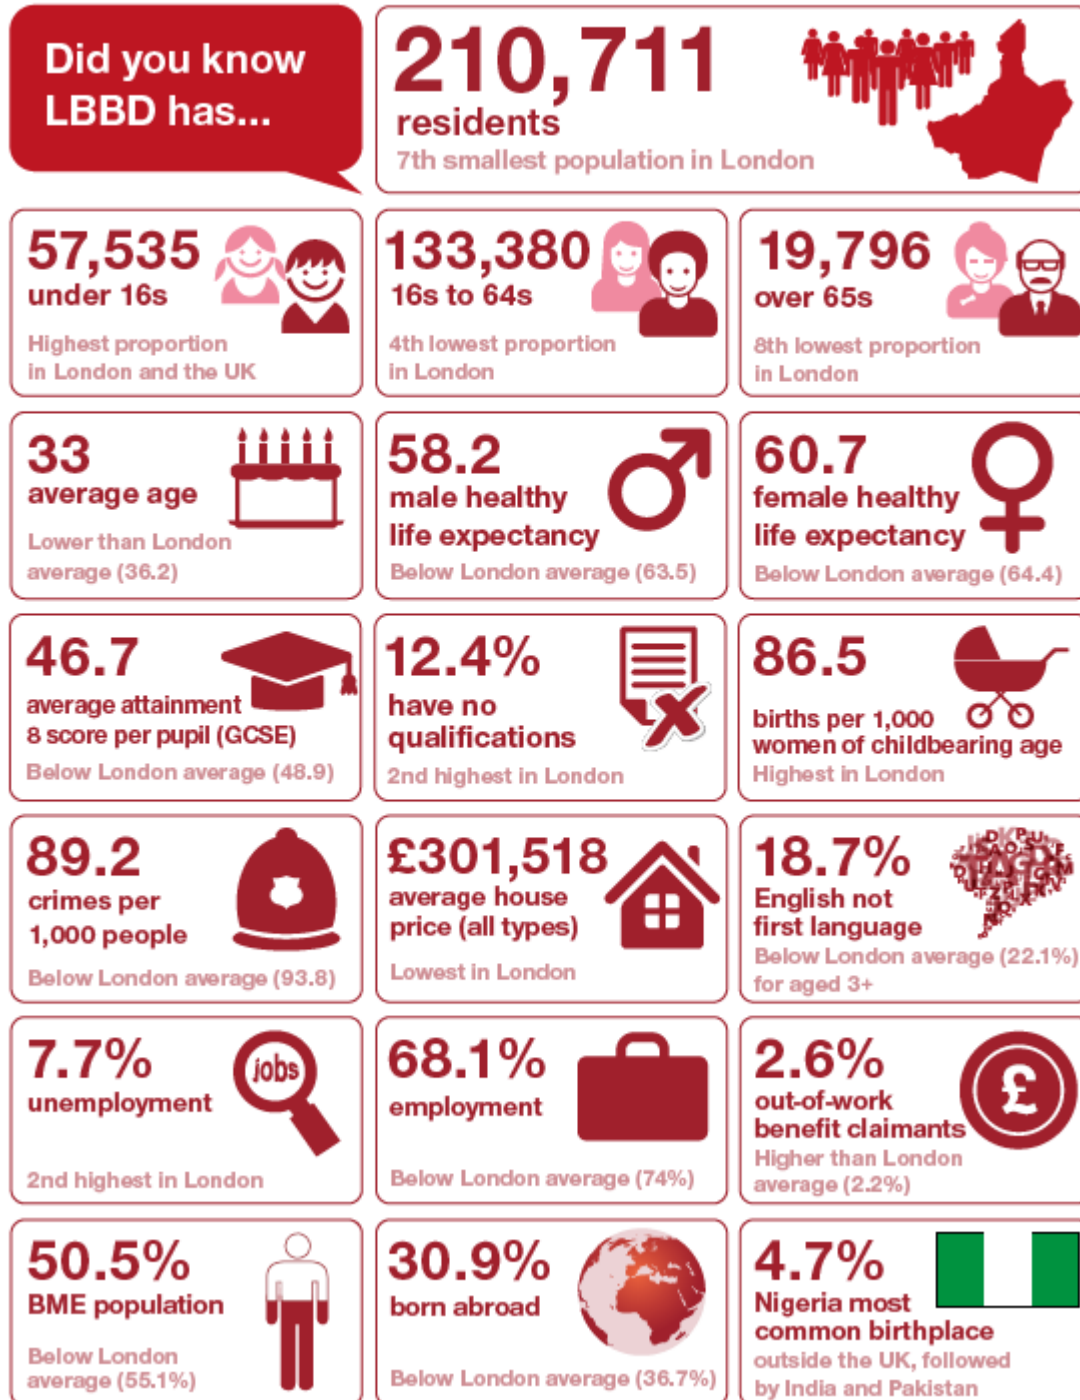 Did you know
LBBD has...
210,711
residents
7th smallest population in London
57,535
under 16s
Highest proportion
in London and the UK
133,380
16s to 64s
4th lowest proportion
in London
19,796
over 65s
8th lowest proportion
in London
33
average age
Lower than London
average (36.2)
58.2
male healthy
life expectancy
Below London average (63.5)
60.7
female healthy
life expectancy
Below London average (64.4)
46.7
average attainment
8 score per pupil (GCSE)
Below London average (48.9)
12.4%
have no
qualifications
2nd highest in London
86.5
births per 1,000
women of childbearing age
Highest in London
89.2
crimes per
1,000 people
Below London average (93.8)
£301,518
average house
price (all types)
Lowest in London
18.7%
English not
first language
Below London average (22.1%)
for aged 3+
7.7%
unemployment
jobs
2nd highest in London
68.1%
employment
Below London average (74%)
2.6%
out-of-work
benefit claimants
£
Higher than London
average (2.2%)
50.5%
BME population
Below London
average (55.1%)
30.9%
born abroad
Below London average (36.7%)
4.7%
Nigeria most
common birthplace
outside the UK, followed
by India and Pakistan